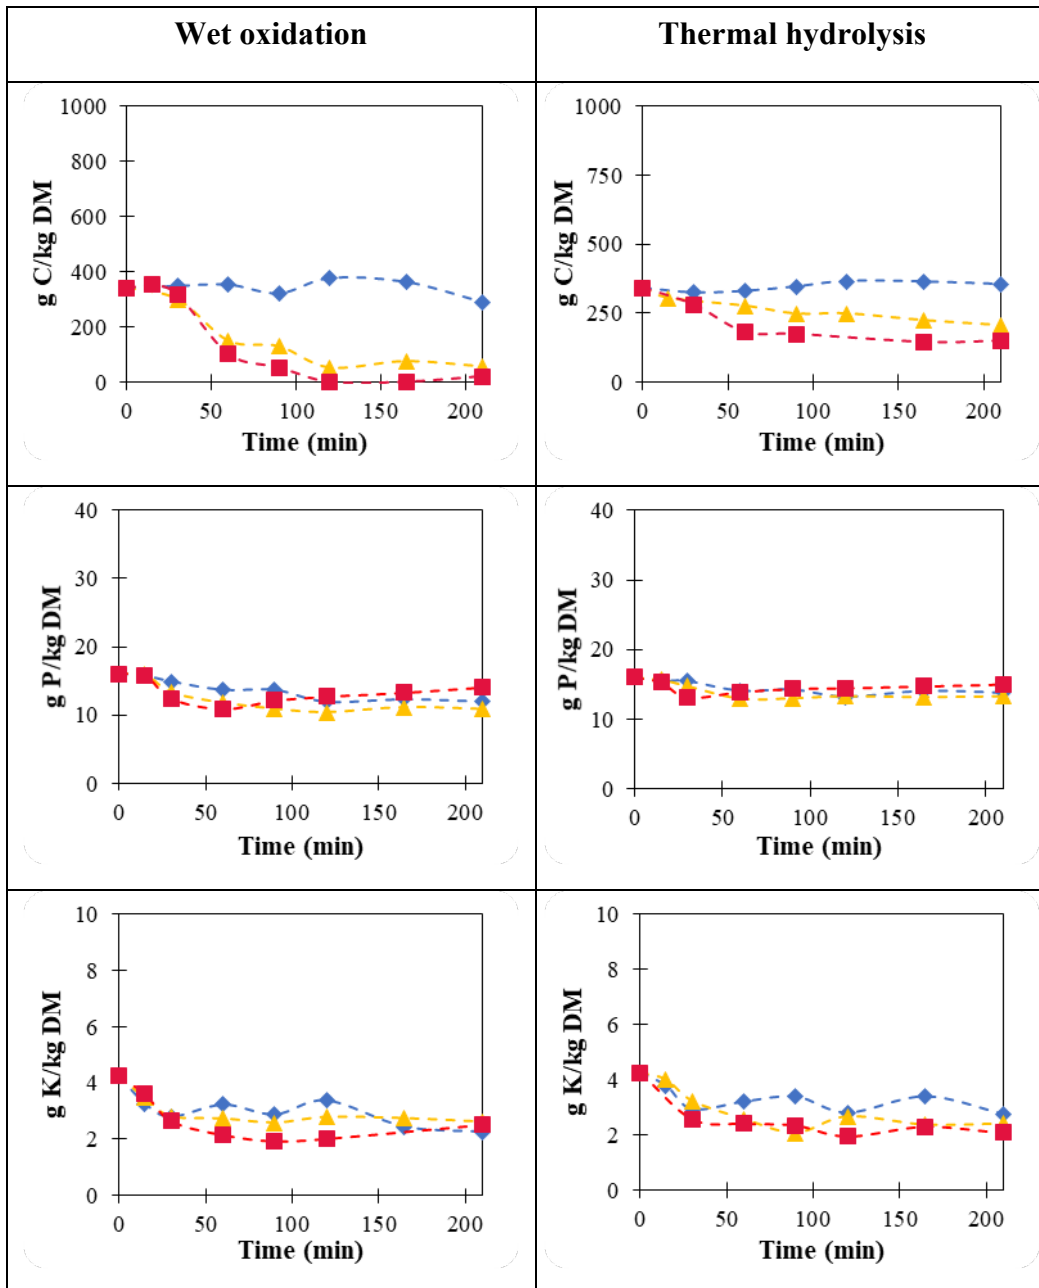 Wet oxidation
Thermal hydrolysis
1000
800
600
400
200
0
g C/kg DM
0 50 100 150 200
Time (min)
1000
750
500
250
0
g C/kg DM
0 50 100 150 200
Time (min)
40
30
20
10
0
g P/kg DM
0 50 100 150 200
Time (min)
40
30
20
10
0
g P/kg DM
0 50 100 150 200
Time (min)
10
8
6
4
2
0
g K/kg DM
0 50 100 150 200
Time (min)
10
8
6
4
2
0
g K/kg DM
0 50 100 150 200
Time (min)